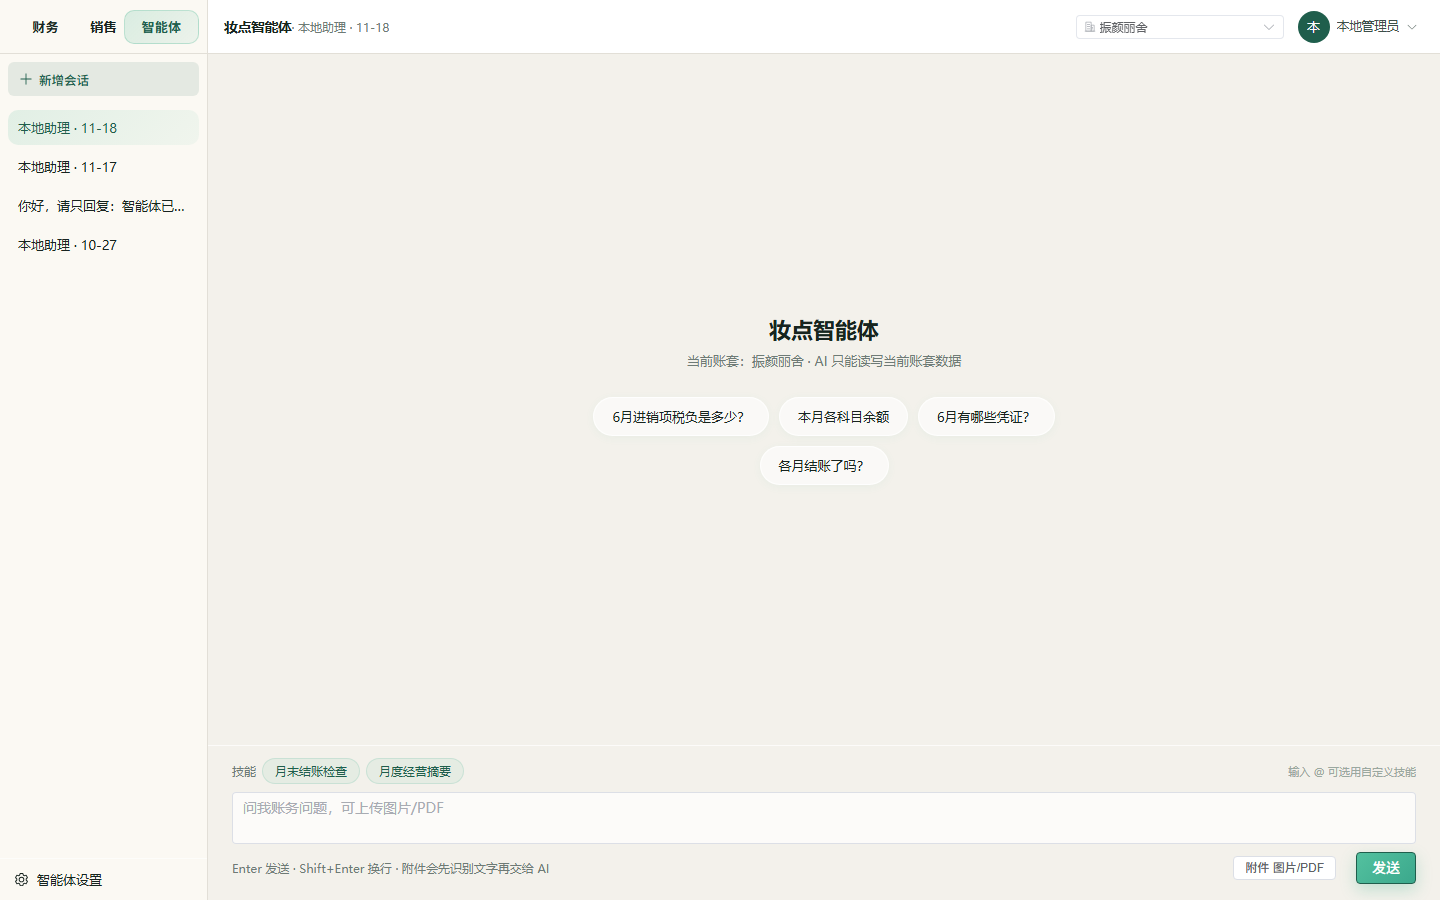 财务 销售 智能体
新增会话
本地助理 · 11-18
本地助理 · 11-17
你好，请只回复：智能体已...
本地助理 · 10-27
智能体设置
妆点智能体 · 本地助理 · 11-18
振颜丽舍
本 本地管理员
妆点智能体
当前账套：振颜丽舍 · AI 只能读写当前账套数据
6月进销项税负是多少？ 本月各科目余额 6月有哪些凭证？
各月结账了吗？
技能 月末结账检查 月度经营摘要 输入 @ 可选用自定义技能
问我账务问题，可上传图片/PDF
Enter 发送 · Shift+Enter 换行 · 附件会先识别文字再交给 AI 附件 图片/PDF 发送